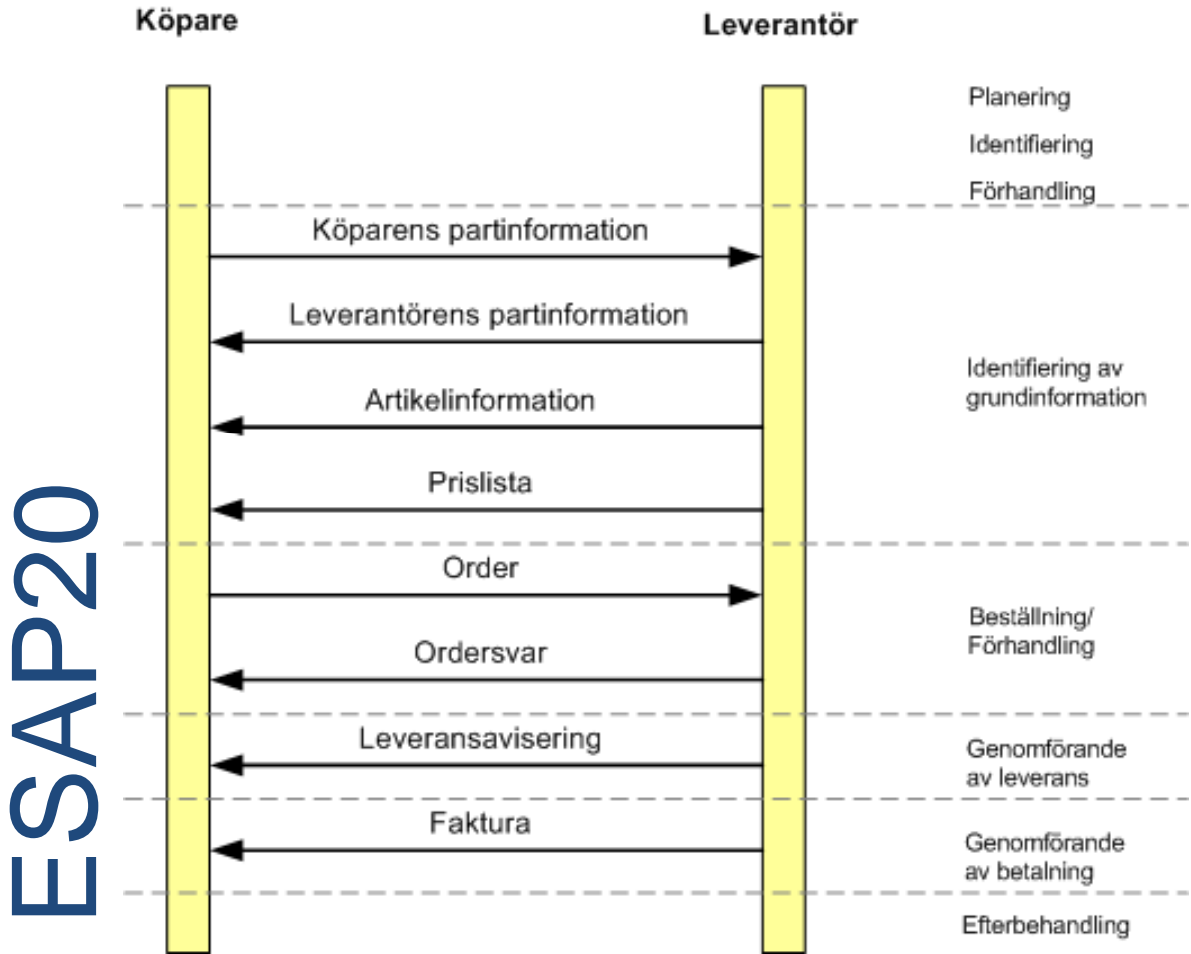 Köpare
Leverantör
Planering
Identifiering
Förhandling
Köparens partinformation
Leverantörens partinformation
Artikelinformation
Prislista
Identifiering av
grundinformation
Order
Ordersvar
Beställning/
Förhandling
Leveransavisering
Genomförande
av leverans
Faktura
Genomförande
av betalning
Efterbehandling
ESAP20